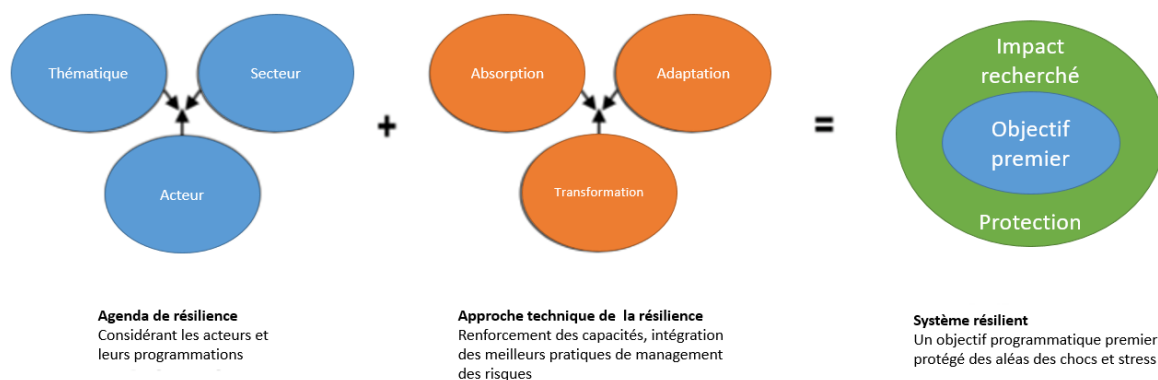 Thématique
Secteur
Acteur
+
Absorption
Adaptation
Transformation
=
Impact
recherché
Objectif
premier
Protection
Agenda de résilience
Considérant les acteurs et
leurs programmations
Approche technique de la résilience
Renforcement des capacités, intégration
des meilleurs pratiques de management
des risques
Système résilient
Un objectif programmatique premier
protégé des aléas des chocs et stress